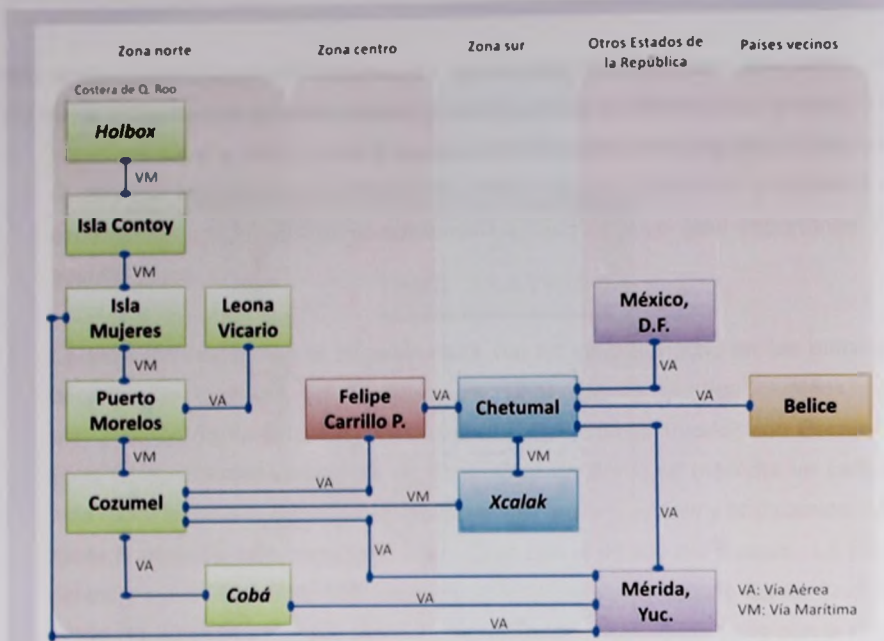 Zona norte
Zona centro
Zona sur
Otros Estados de
la República
Países vecinos
Costera de Q. Roo
Holbox
VM
Isla Contoy
VM
Isla
Mujeres
Leona
Vicario
México,
D.F.
VM
VA
Puerto
Morelos
VA
Felipe
Carrillo P.
VA
Chetumal
VA
Belice
VM
VM
VA
VM
VA
Cozumel
Xcalak
VA
VA
Cobá
VA
Mérida,
Yuc.
VA
VA: Vía Aérea
VM: Vía Marítima